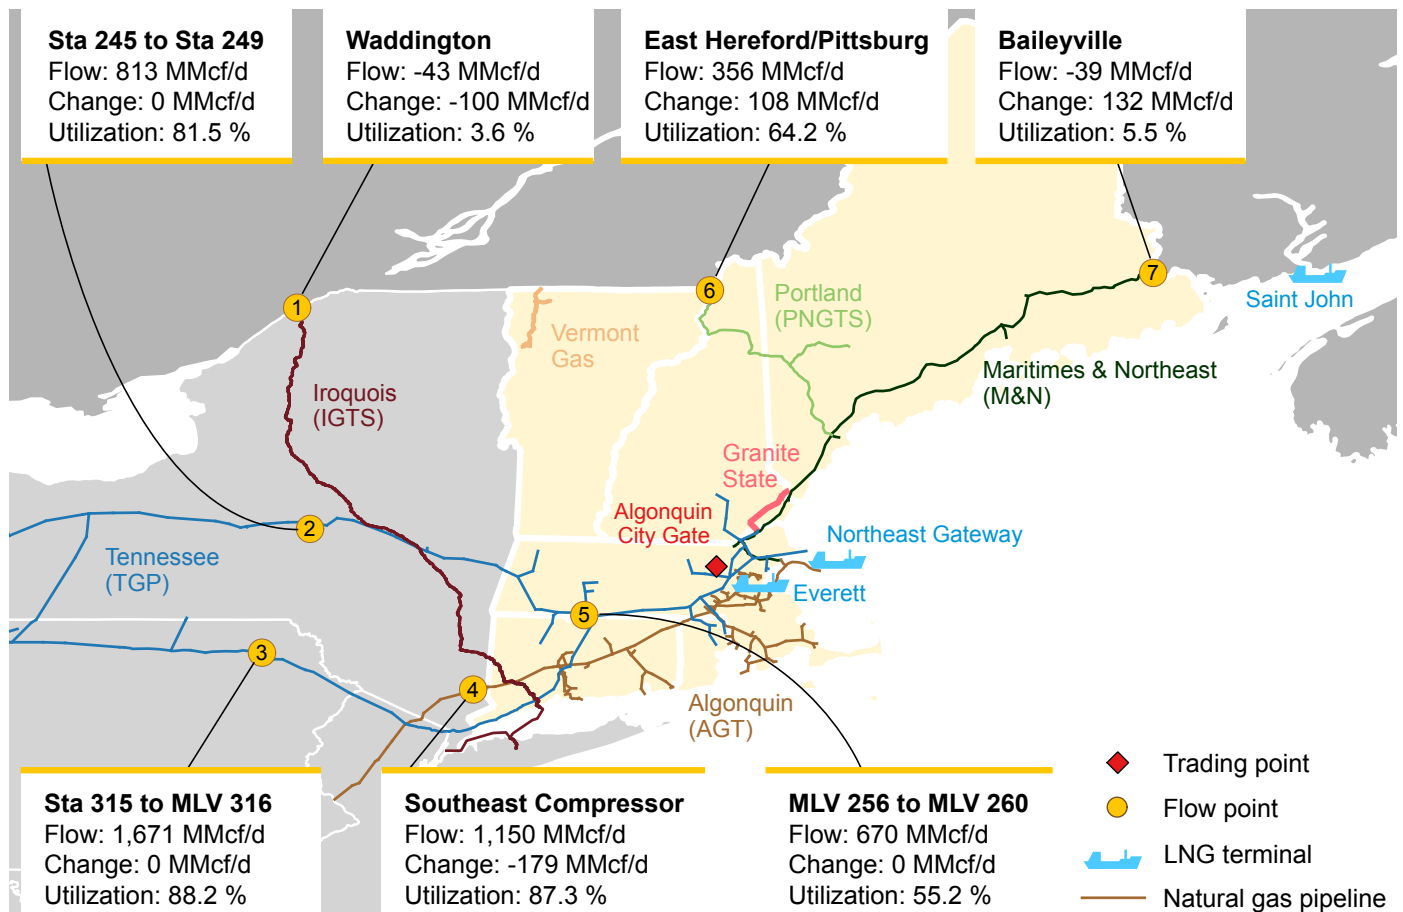 Sta 245 to Sta 249
Flow: 813 MMcf/d
Change: 0 MMcf/d
Utilization: 81.5 %
Waddington
Flow: -43 MMcf/d
Change: -100 MMcf/d
Utilization: 3.6 %
East Hereford/Pittsburg
Flow: 356 MMcf/d
Change: 108 MMcf/d
Utilization: 64.2 %
Baileyville
Flow: -39 MMcf/d
Change: 132 MMcf/d
Utilization: 5.5 %
1
6
7
Portland
(PNGTS)
Saint John
Vermont
Gas
Iroquois
(IGTS)
Maritimes & Northeast
(M&N)
Granite
State
Algonquin
City Gate
2
Northeast Gateway
Tennessee
(TGP)
Everett
5
3
4
Algonquin
(AGT)
Sta 315 to MLV 316
Flow: 1,671 MMcf/d
Change: 0 MMcf/d
Utilization: 88.2 %
Southeast Compressor
Flow: 1,150 MMcf/d
Change: -179 MMcf/d
Utilization: 87.3 %
MLV 256 to MLV 260
Flow: 670 MMcf/d
Change: 0 MMcf/d
Utilization: 55.2 %
Trading point
Flow point
LNG terminal
Natural gas pipeline